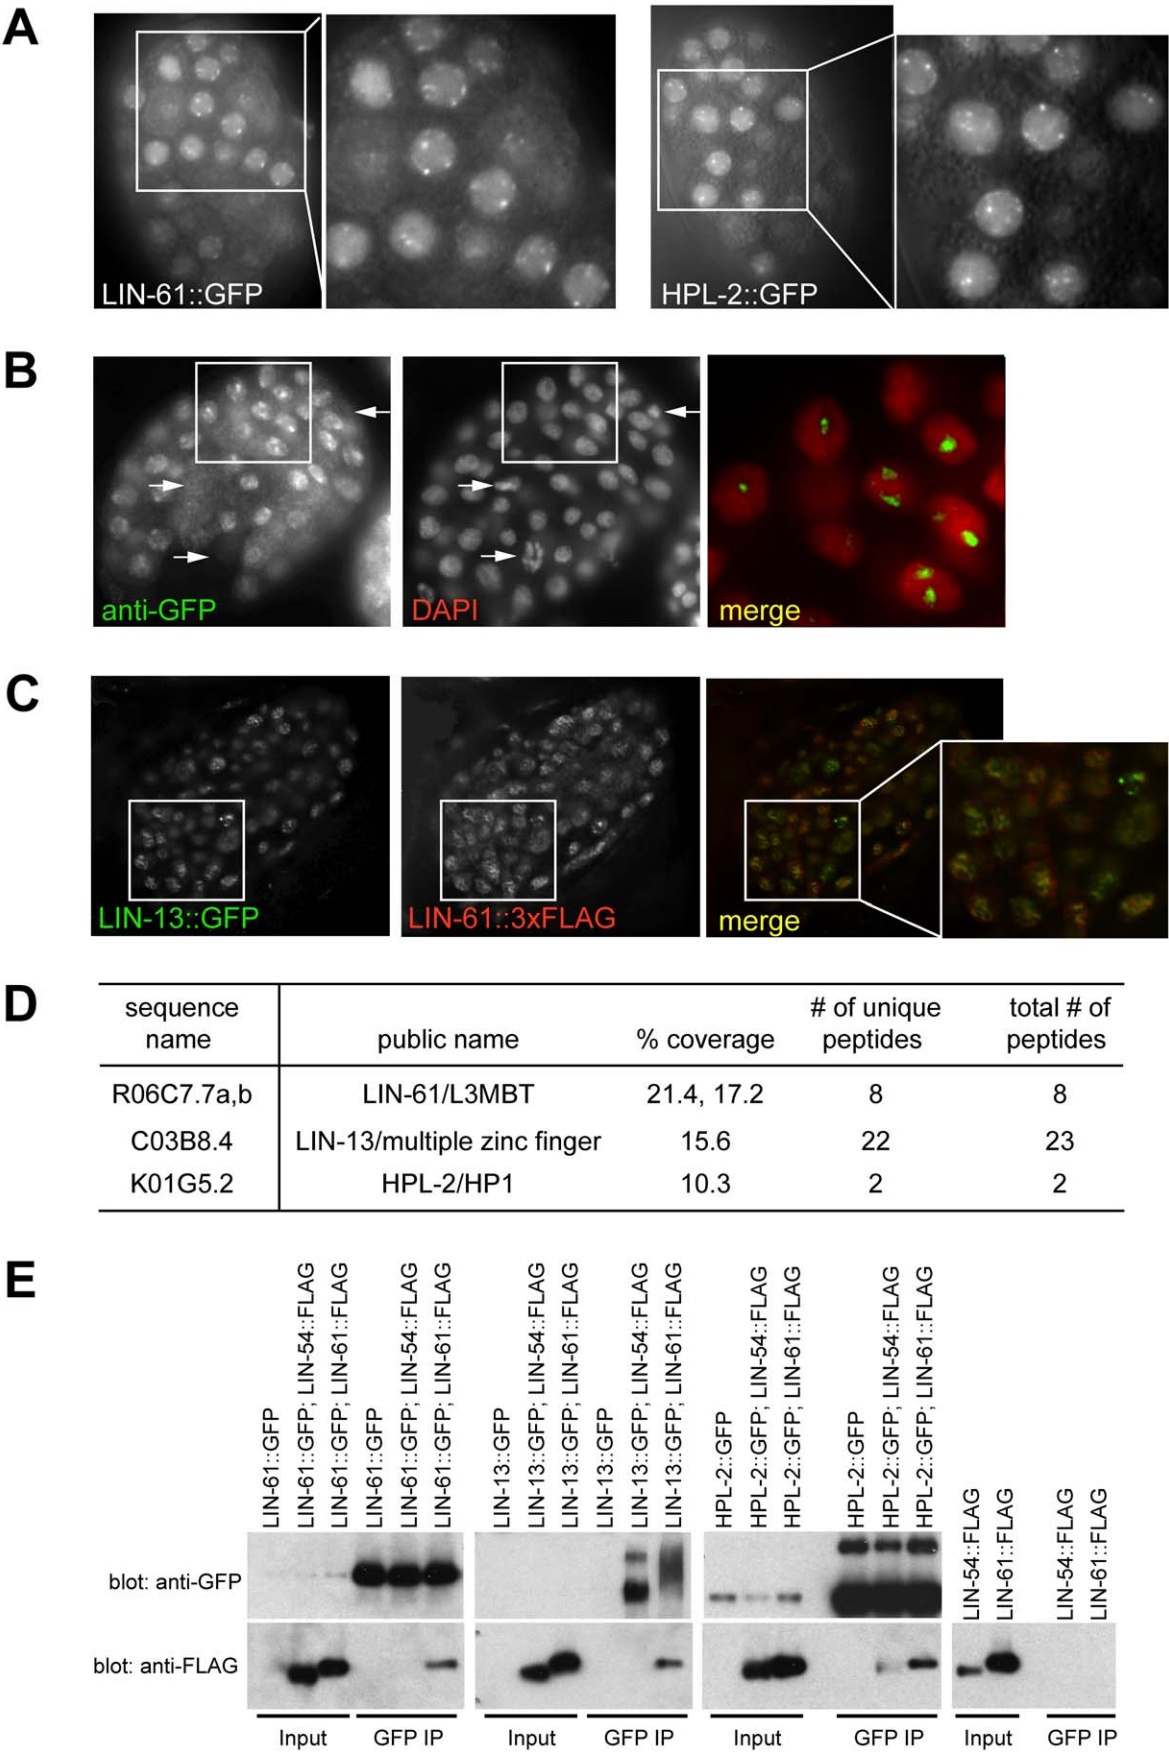 A
LIN-61::GFP
HPL-2::GFP
B
anti-GFP
DAPI
merge
C
LIN-13::GFP
LIN-61::3xFLAG
merge
D
sequence name
public name
% coverage
# of unique peptides
total # of peptides
R06C7.7a,b
LIN-61/L3MBT
21.4, 17.2
8
8
C03B8.4
LIN-13/multiple zinc finger
15.6
22
23
K01G5.2
HPL-2/HP1
10.3
2
2
E
LIN-61::GFP
LIN-61::GFP; LIN-54::FLAG
LIN-61::GFP; LIN-61::FLAG
LIN-61::GFP
LIN-61::GFP; LIN-54::FLAG
LIN-61::GFP; LIN-61::FLAG
LIN-13::GFP
LIN-13::GFP; LIN-54::FLAG
LIN-13::GFP; LIN-61::FLAG
LIN-13::GFP
LIN-13::GFP; LIN-54::FLAG
LIN-13::GFP; LIN-61::FLAG
HPL-2::GFP
HPL-2::GFP; LIN-54::FLAG
HPL-2::GFP; LIN-61::FLAG
HPL-2::GFP
HPL-2::GFP; LIN-54::FLAG
HPL-2::GFP; LIN-61::FLAG
LIN-54::FLAG
LIN-61::FLAG
LIN-54::FLAG
LIN-61::FLAG
blot: anti-GFP
blot: anti-FLAG
Input
GFP IP
Input
GFP IP
Input
GFP IP
Input
GFP IP